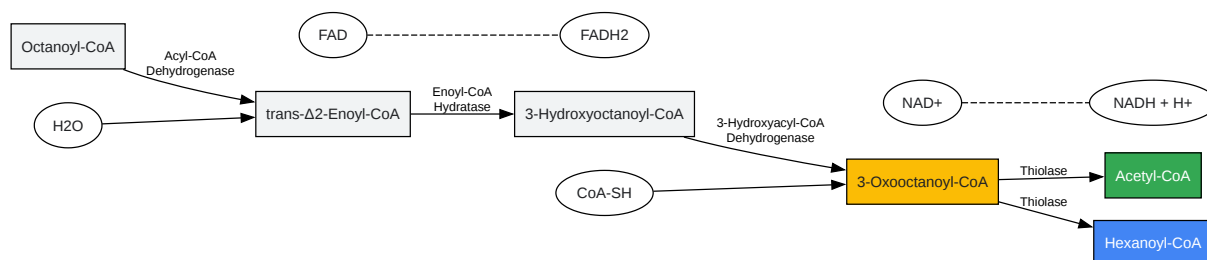 Octanoyl-CoA
Acyl-CoA
Dehydrogenase
FAD
FADH2
H2O
trans-Δ2-Enoyl-CoA
Enoyl-CoA
Hydratase
3-Hydroxyoctanoyl-CoA
3-Hydroxyacyl-CoA
Dehydrogenase
NAD+
NADH + H+
CoA-SH
3-Oxooctanoyl-CoA
Thiolase
Acetyl-CoA
Thiolase
Hexanoyl-CoA